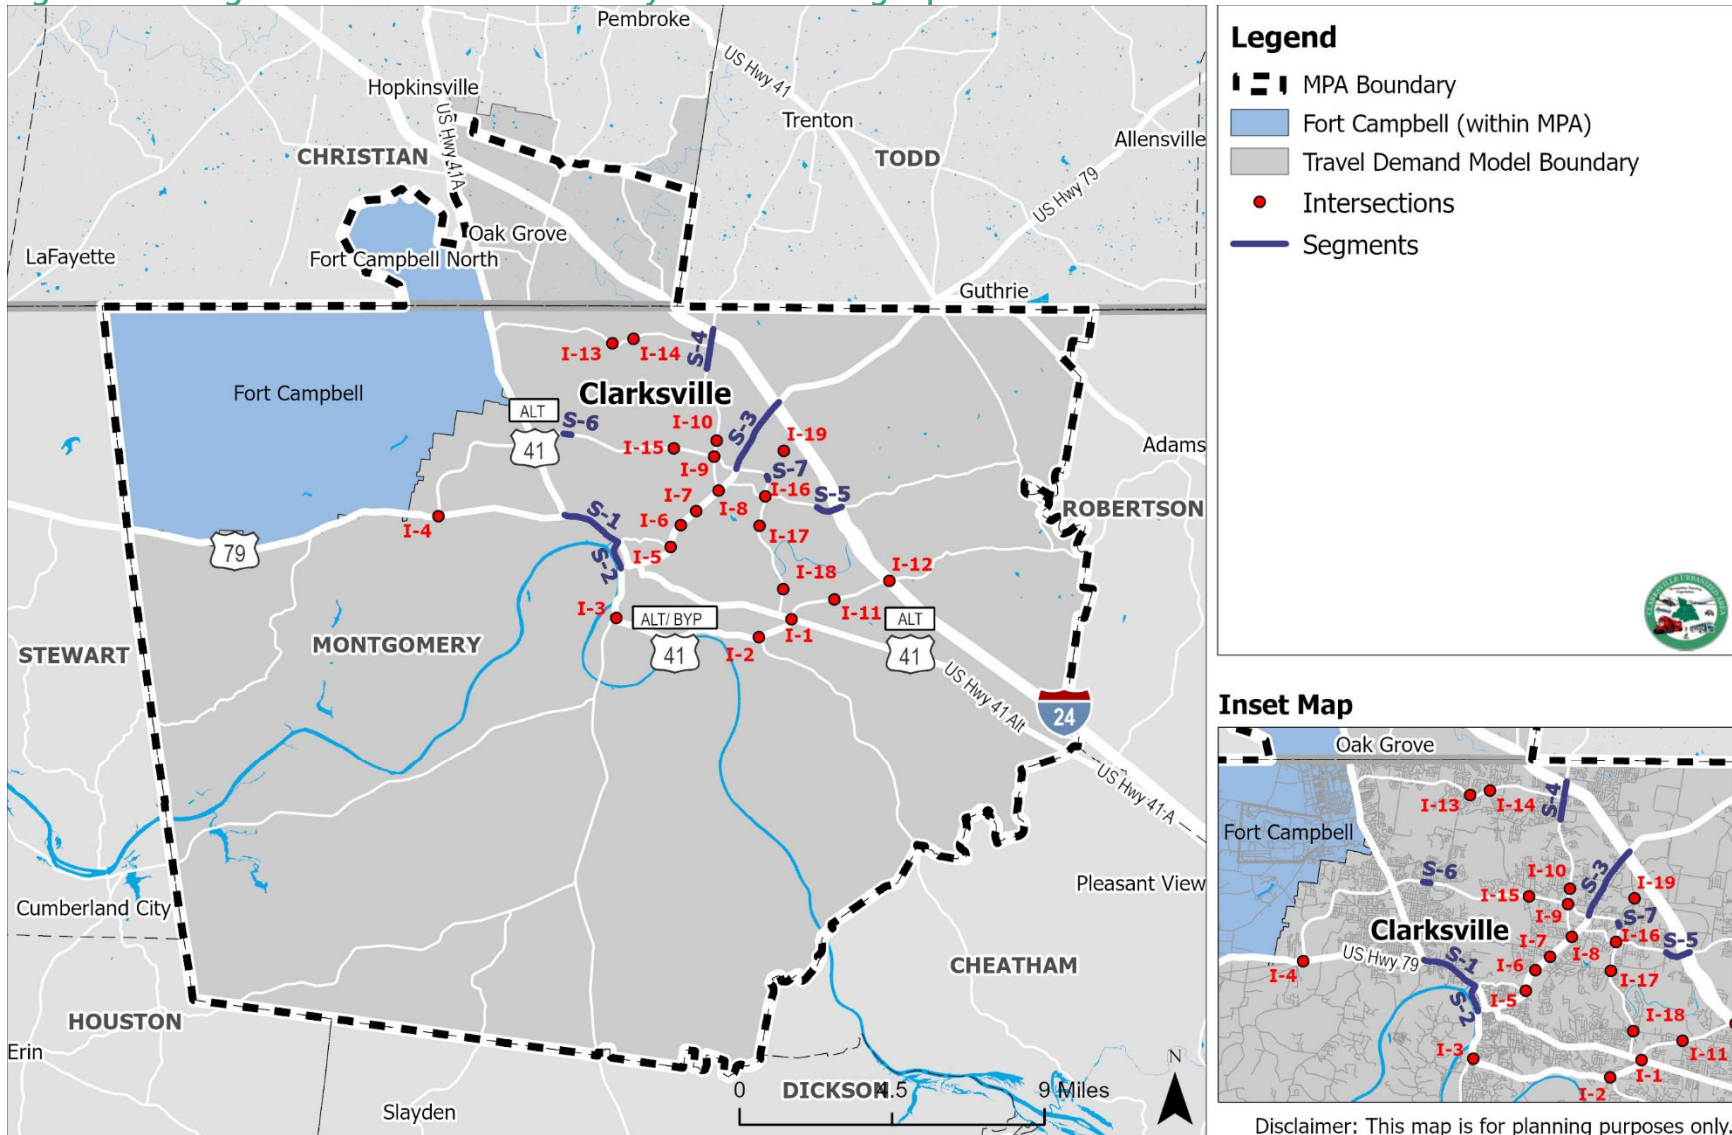 Pembroke
US Hwy 41
Hopkinsville
US Hwy 41A
Trenton
Allensville
CHRISTIAN
TODD
US Hwy 79
Oak Grove
LaFayette
Fort Campbell North
Guthrie
I-13
I-14
S-4
Fort Campbell
Clarksville
ALT
41
S-6
I-10
S-3
I-19
I-15
I-9
S-7
Adams
I-7
I-16
I-8
S-5
ROBERTSON
S-1
I-6
I-4
I-17
79
I-5
S-2
I-12
I-18
I-3
ALT/ BYP
41
I-11
ALT
41
I-1
I-2
MONTGOMERY
STEWART
US Hwy 41 Alt
24
US Hwy 41 A
Pleasant View
Cumberland City
CHEATHAM
HOUSTON
Erin
N
0
4.5
9 Miles
DICKSON
Slayden
Legend
MPA Boundary
Fort Campbell (within MPA)
Travel Demand Model Boundary
Intersections
Segments
Inset Map
Oak Grove
I-13
I-14
S-4
Fort Campbell
S-6
I-10
S-3
I-19
I-15
I-9
S-7
Clarksville
I-7
I-16
I-8
S-5
US Hwy 79
S-1
I-6
I-4
I-17
I-5
S-2
I-18
I-3
I-11
I-1
I-2
Disclaimer: This map is for planning purposes only.